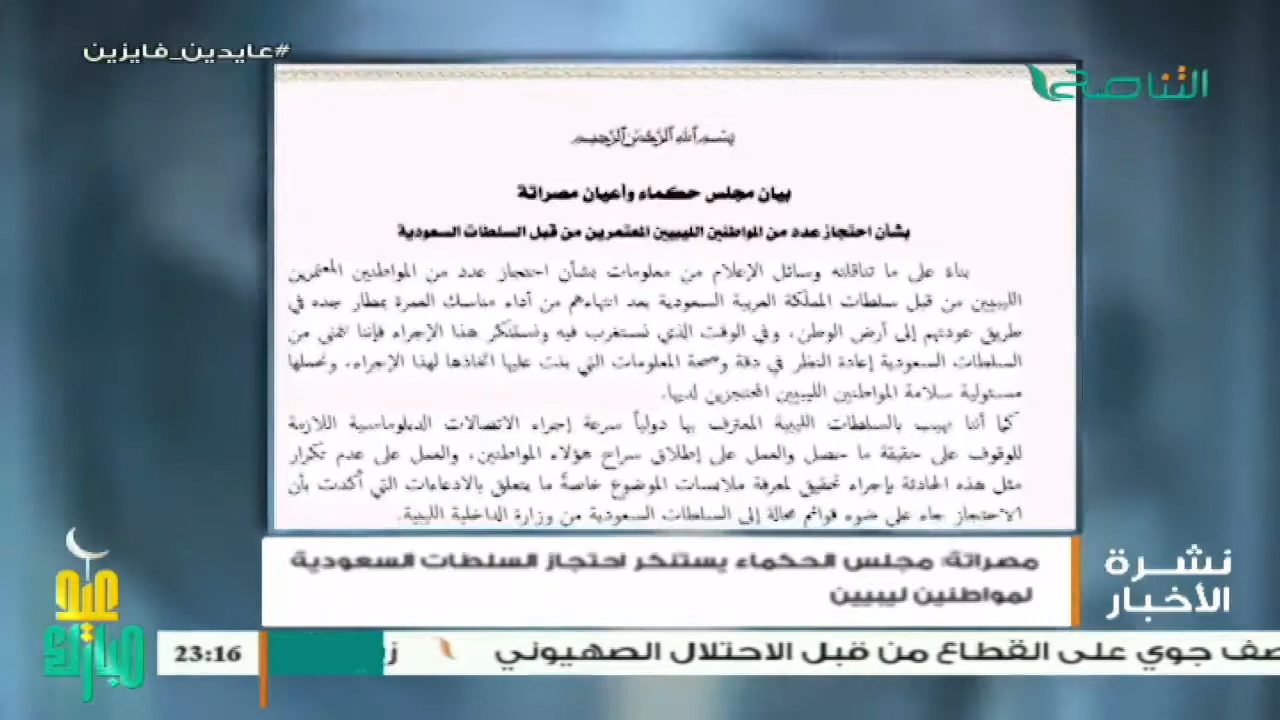 #عايدين_فايزين
التناصح
بسم الله الرحمن الرحيم
بيان مجلس حكماء وأعيان مصراتة
بشأن احتجاز عدد من المواطنين الليبيين المعتمرين من قبل السلطات السعودية
بناءً على ما تناقلته وسائل الإعلام من معلومات بشأن احتجاز عدد من المواطنين المعتمرين
الليبيين من قبل سلطات المملكة العربية السعودية بعد انتهاءهم من أداء مناسك العمرة بمطار جده في
طريق عودتهم إلى أرض الوطن، وفي الوقت الذي نستغرب فيه ونستنكر هذا الإجراء فإننا نتمنى من
السلطات السعودية إعادة النظر في دقة وصحة المعلومات التي بنت عليها اتخاذها لهذا الإجراء، ونحملها
مسئولية سلامة المواطنين الليبيين المحتجزين لديها.
كما أننا نهيب بالسلطات الليبية المعترف بها دولياً سرعة إجراء الاتصالات الدبلوماسية اللازمة
للوقوف على حقيقة ما حصل والعمل على إطلاق سراح هؤلاء المواطنين، والعمل على عدم تكرار
مثل هذه الحادثة بإجراء تحقيق لمعرفة ملابسات الموضوع خاصةً ما يتعلق بالادعاءات التي أكدت بأن
الاحتجاز جاء على ضوء قوائم محالة إلى السلطات السعودية من وزارة الداخلية الليبية.
مصراتة: مجلس الحكماء يستنكر احتجاز السلطات السعودية
لمواطنين ليبيين
نشرة
الأخبار
عيد
مبارك
صف جوي على القطاع من قبل الاحتلال الصهيوني
23:16